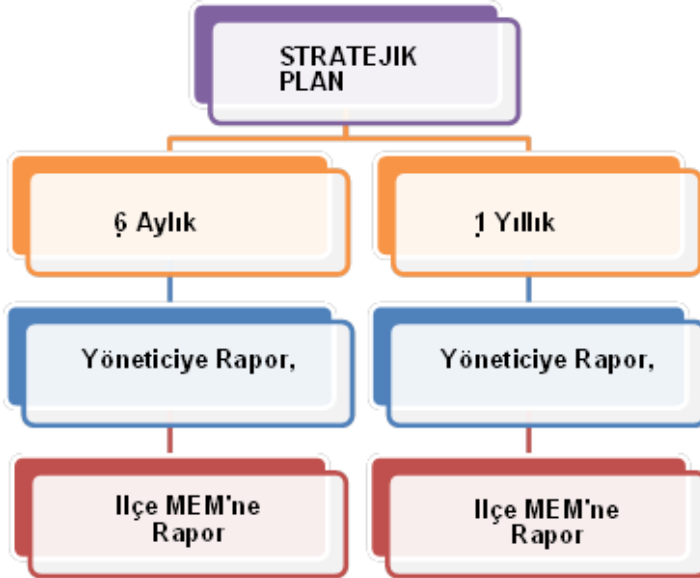 STRATEJIK
PLAN
6 Aylık
1 Yıllık
Yöneticiye Rapor,
Yöneticiye Rapor,
Ilçe MEM'ne
Rapor
Ilçe MEM'ne
Rapor